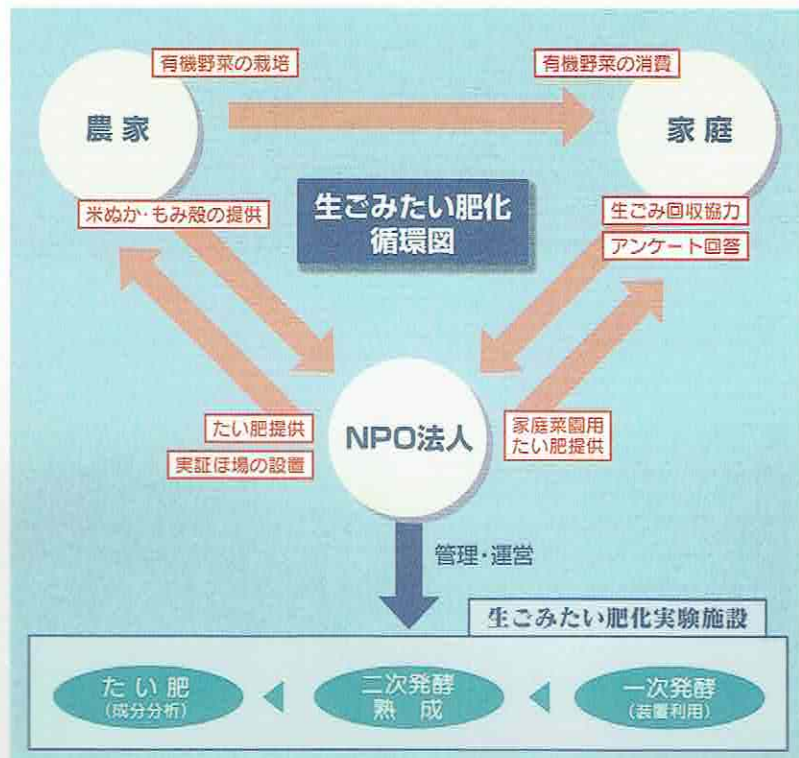 有機野菜の栽培
有機野菜の消費
農家
家庭
生ごみたい肥化
循環図
米ぬか・もみ殻の提供
生ごみ回収協力
アンケート回答
NPO法人
たい肥提供
実証ほ場の設置
家庭菜園用
たい肥提供
管理・運営
生ごみたい肥化実験施設
たい肥
(成分分析)
二次発酵
熟成
一次発酵
(装置利用)